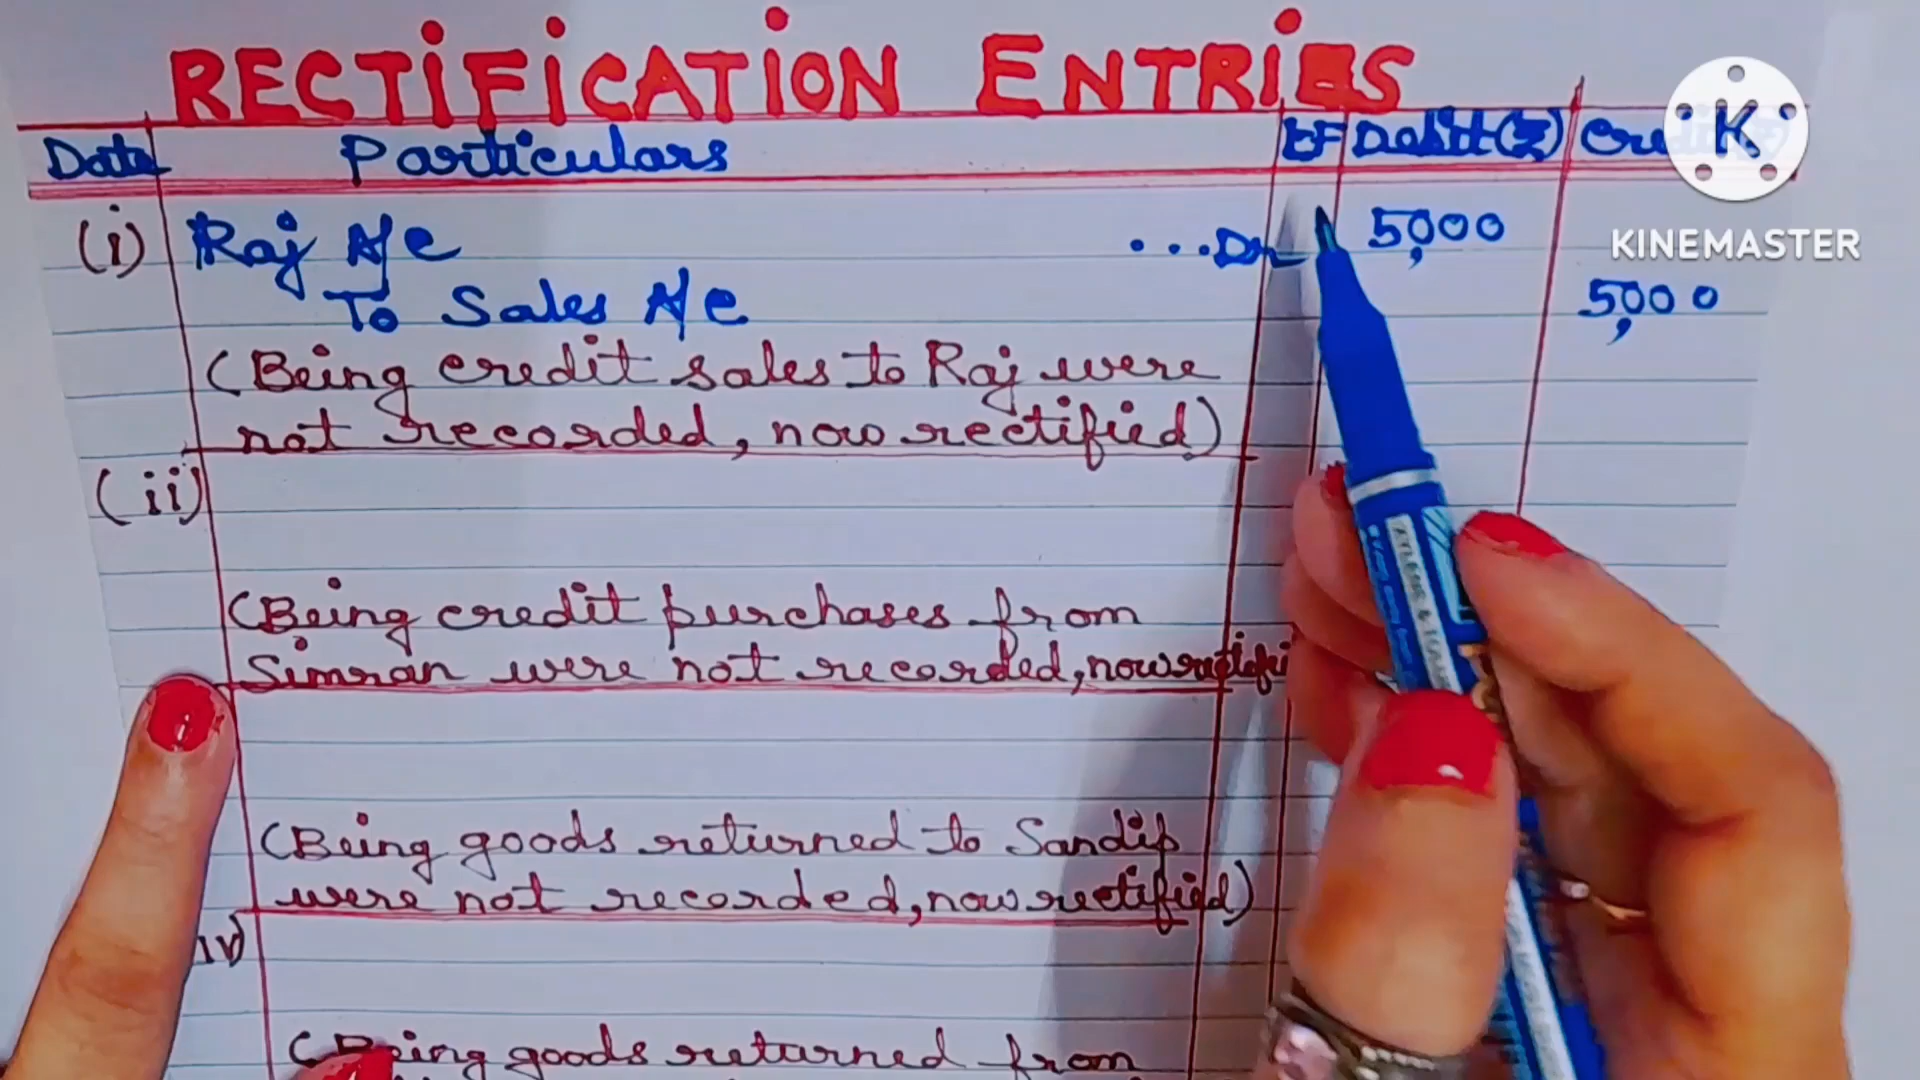 RECTIFICATION ENTRIES
Date Particulars LF Debit (₹)
(i) Raj A/c ...Dr 5,000
To Sales A/c 5,000
(Being credit sales to Raj were
not recorded, now rectified)
(ii)
(Being credit purchases from
Simran were not recorded, now
(Being goods returned to Sandip
were not recorded, now rectified)
iv)
(Being goods returned from
K
KINEMASTER